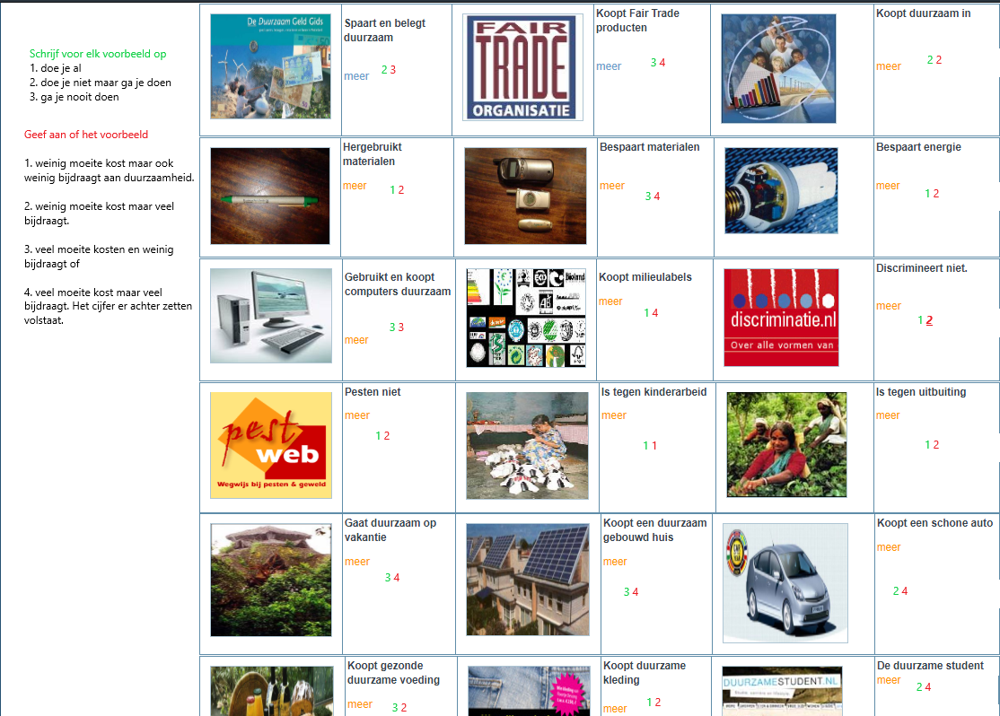 Schrijf voor elk voorbeeld op
1. doe je al
2. doe je niet maar ga je doen
3. ga je nooit doen
Geef aan of het voorbeeld
1. weinig moeite kost maar ook
weinig bijdraagt aan duurzaamheid.
2. weinig moeite kost maar veel
bijdraagt.
3. veel moeite kosten en weinig
bijdraagt of
4. veel moeite kost maar veel
bijdraagt. Het cijfer er achter zetten
volstaat.
De Duurzaam Geld Gids
Spaart en belegt
duurzaam
meer
2 3
FAIR
TRADE
ORGANISATIE
Koopt Fair Trade
producten
meer
3 4
Koopt duurzaam in
meer
2 2
Hergebruikt
materialen
meer
1 2
Bespaart materialen
meer
3 4
Bespaart energie
meer
1 2
Gebruikt en koopt
computers duurzaam
meer
3 3
Koopt milieulabels
meer
1 4
discriminatie.nl
Over alle vormen van
Discrimineert niet.
meer
1 2
pest
web
Wegwijs bij pesten & geweld
Pesten niet
meer
1 2
Is tegen kinderarbeid
meer
1 1
Is tegen uitbuiting
meer
1 2
Gaat duurzaam op
vakantie
meer
3 4
Koopt een duurzaam
gebouwd huis
meer
3 4
Koopt een schone auto
meer
2 4
Koopt gezonde
duurzame voeding
meer
3 2
Koopt duurzame
kleding
meer
1 2
DUURZAMESTUDENT.NL
De duurzame student
meer
2 4